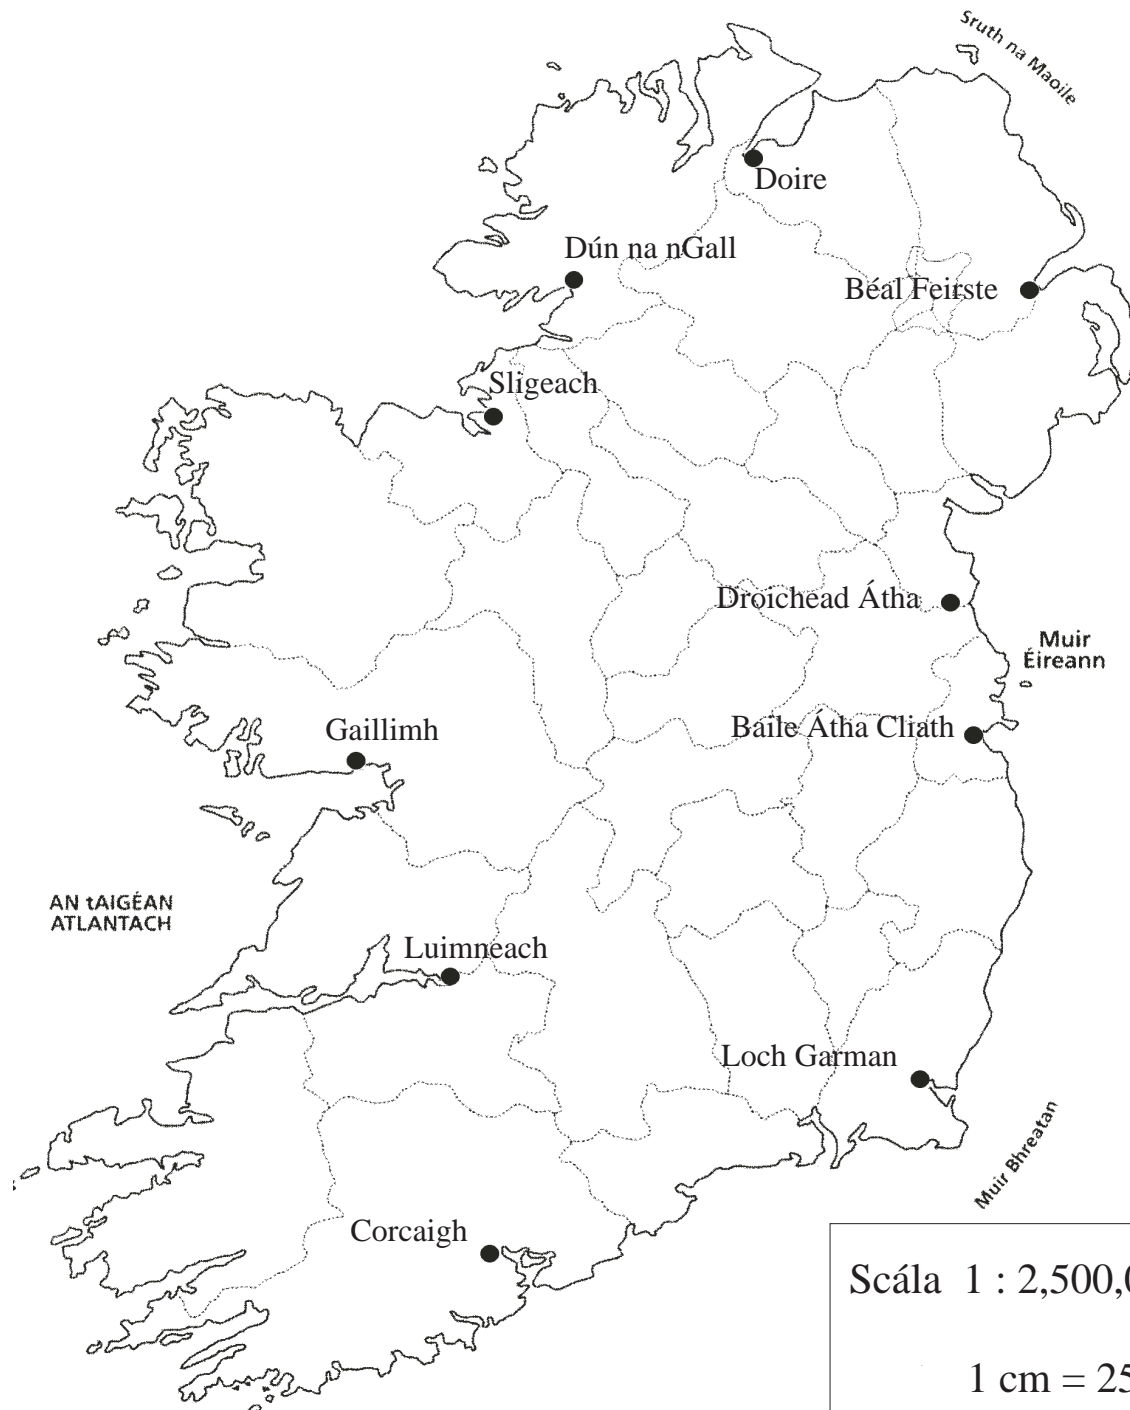 Sruth na Maoile
Doire
Dún na nGall
Béal Feirste
Sligeach
Droichead Átha
Muir
Éireann
Baile Átha Cliath
Gaillimh
AN tAIGÉAN
ATLANTACH
Luimneach
Loch Garman
Muir Bhreatan
Corcaigh
Scála 1 : 2,500,0
1 cm = 25